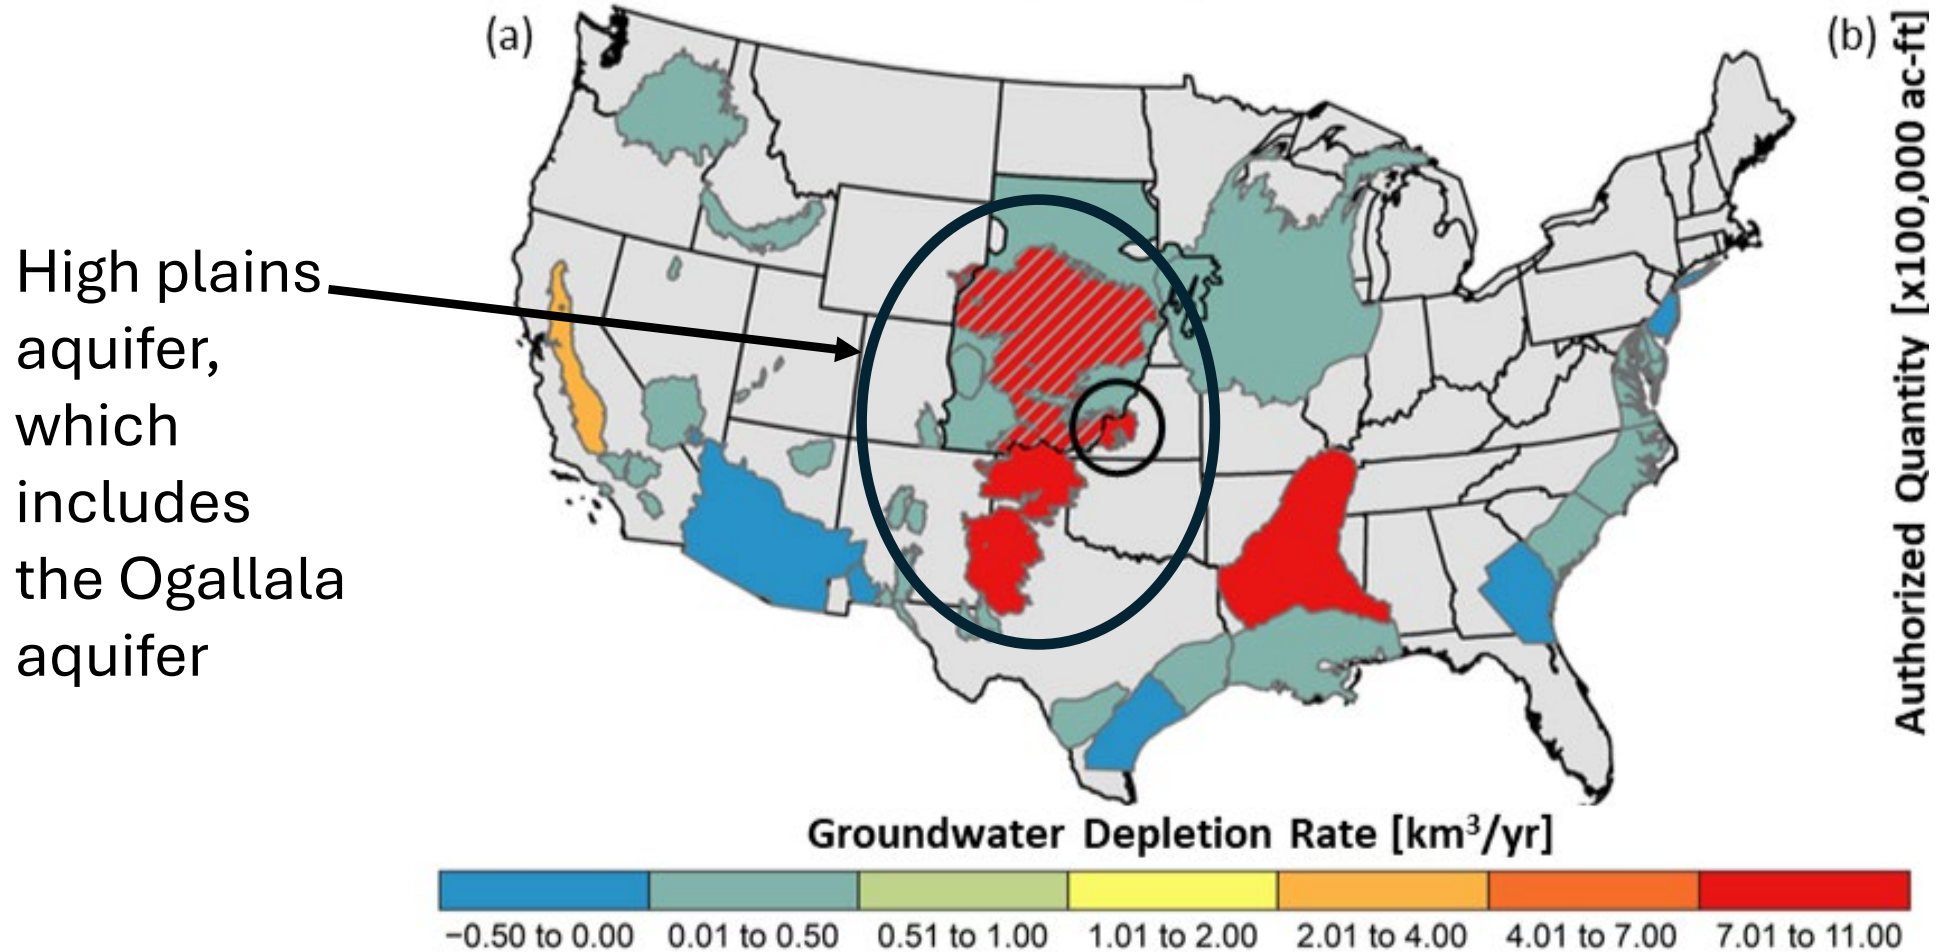 (a)
(b)
High plains
aquifer,
which
includes
the Ogallala
aquifer
Authorized Quantity [x100,000 ac-ft]
Groundwater Depletion Rate [km³/yr]
−0.50 to 0.00
0.01 to 0.50
0.51 to 1.00
1.01 to 2.00
2.01 to 4.00
4.01 to 7.00
7.01 to 11.00